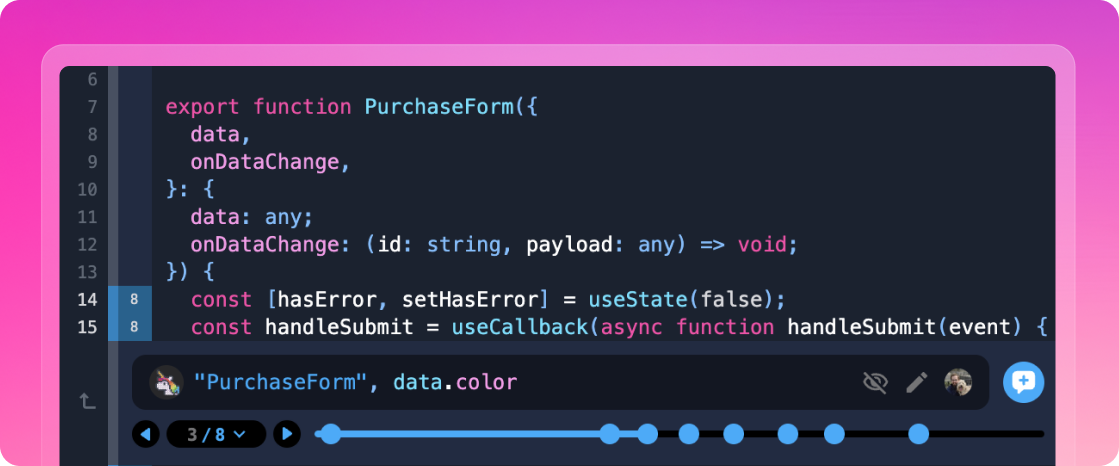 6
7 export function PurchaseForm({
8 data,
9 onDataChange,
10 }: {
11 data: any;
12 onDataChange: (id: string, payload: any) => void;
13 }) {
14 8 const [hasError, setHasError] = useState(false);
15 8 const handleSubmit = useCallback(async function handleSubmit(event) {
"PurchaseForm", data.color
3/8